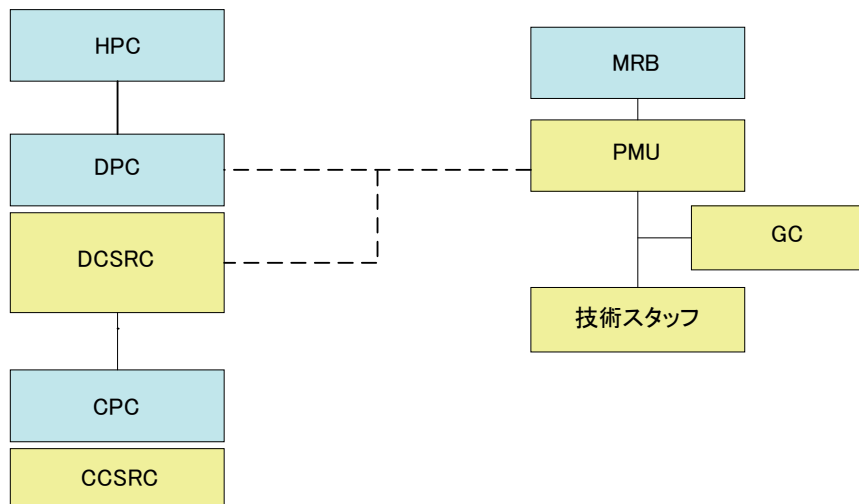 HPC
DPC
DCSRC
CPC
CCSRC
MRB
PMU
GC
技術スタッフ